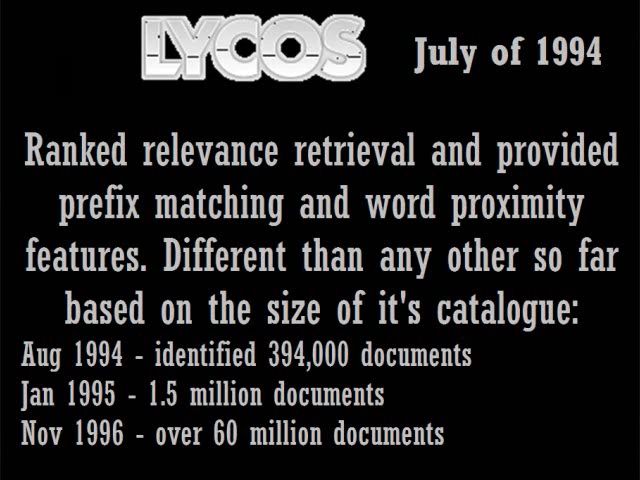 LYCOS July of 1994
Ranked relevance retrieval and provided
prefix matching and word proximity
features. Different than any other so far
based on the size of it's catalogue:
Aug 1994 - identified 394,000 documents
Jan 1995 - 1.5 million documents
Nov 1996 - over 60 million documents